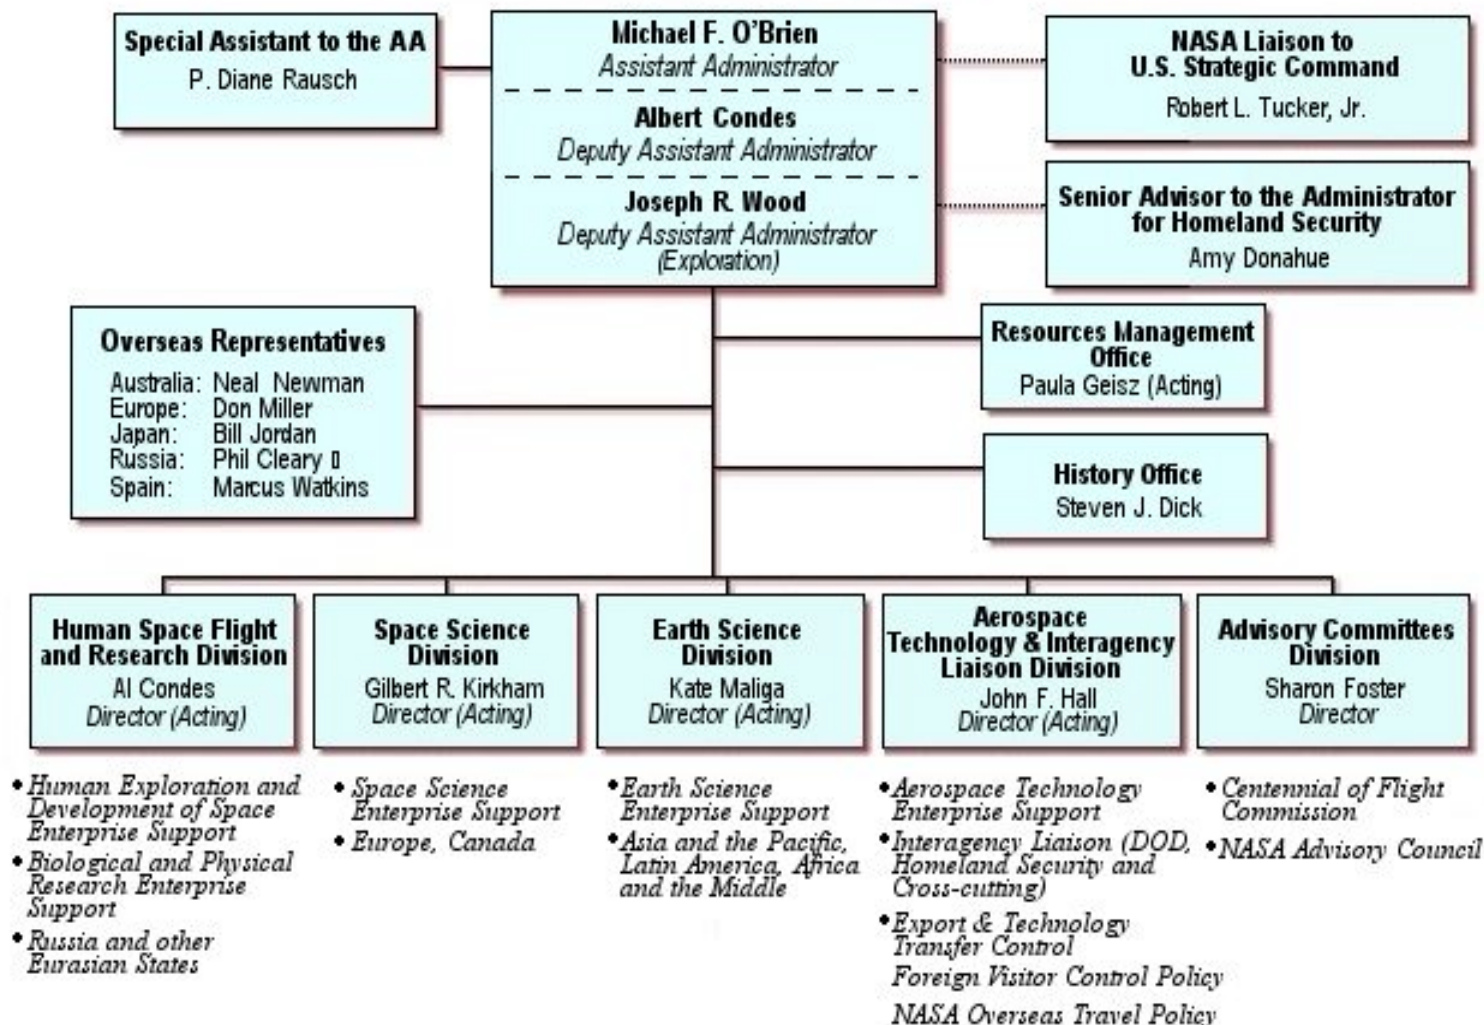 Special Assistant to the AA
P. Diane Rausch
Michael F. O'Brien
Assistant Administrator
Albert Condes
Deputy Assistant Administrator
Joseph R. Wood
Deputy Assistant Administrator
(Exploration)
NASA Liaison to
U.S. Strategic Command
Robert L. Tucker, Jr.
Senior Advisor to the Administrator
for Homeland Security
Amy Donahue
Overseas Representatives
Australia: Neal Newman
Europe: Don Miller
Japan: Bill Jordan
Russia: Phil Cleary ▯
Spain: Marcus Watkins
Resources Management
Office
Paula Geisz (Acting)
History Office
Steven J. Dick
Human Space Flight
and Research Division
Al Condes
Director (Acting)
• Human Exploration and
Development of Space
Enterprise Support
• Biological and Physical
Research Enterprise
Support
• Russia and other
Eurasian States
Space Science
Division
Gilbert R. Kirkham
Director (Acting)
• Space Science
Enterprise Support
• Europe, Canada
Earth Science
Division
Kate Maliga
Director (Acting)
• Earth Science
Enterprise Support
• Asia and the Pacific,
Latin America, Africa
and the Middle
Aerospace
Technology & Interagency
Liaison Division
John F. Hall
Director (Acting)
• Aerospace Technology
Enterprise Support
• Interagency Liaison (DOD,
Homeland Security and
Cross-cutting)
• Export & Technology
Transfer Control
Foreign Visitor Control Policy
NASA Overseas Travel Policy
Advisory Committees
Division
Sharon Foster
Director
• Centennial of Flight
Commission
• NASA Advisory Council